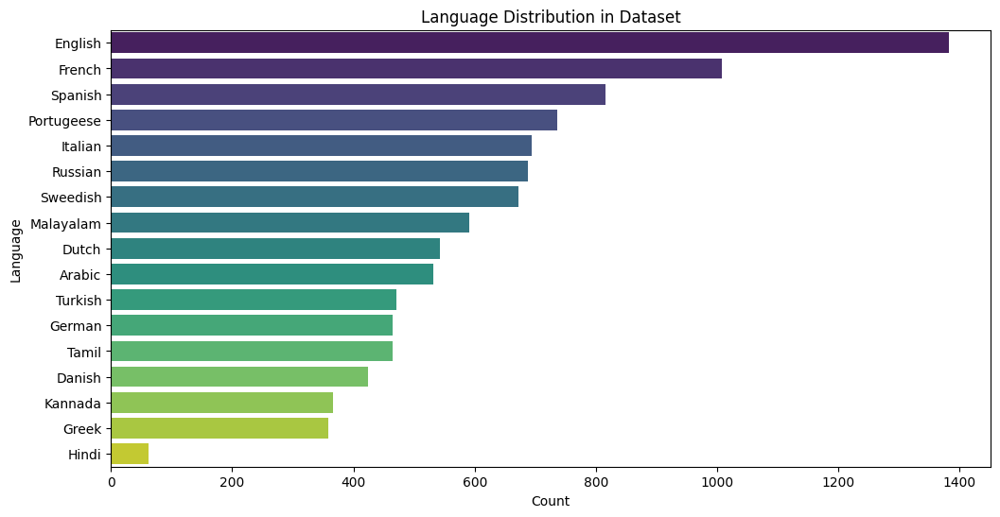 Language Distribution in Dataset
English
French
Spanish
Portugeese
Italian
Russian
Sweedish
Malayalam
Dutch
Arabic
Turkish
German
Tamil
Danish
Kannada
Greek
Hindi
Language
0 200 400 600 800 1000 1200 1400
Count